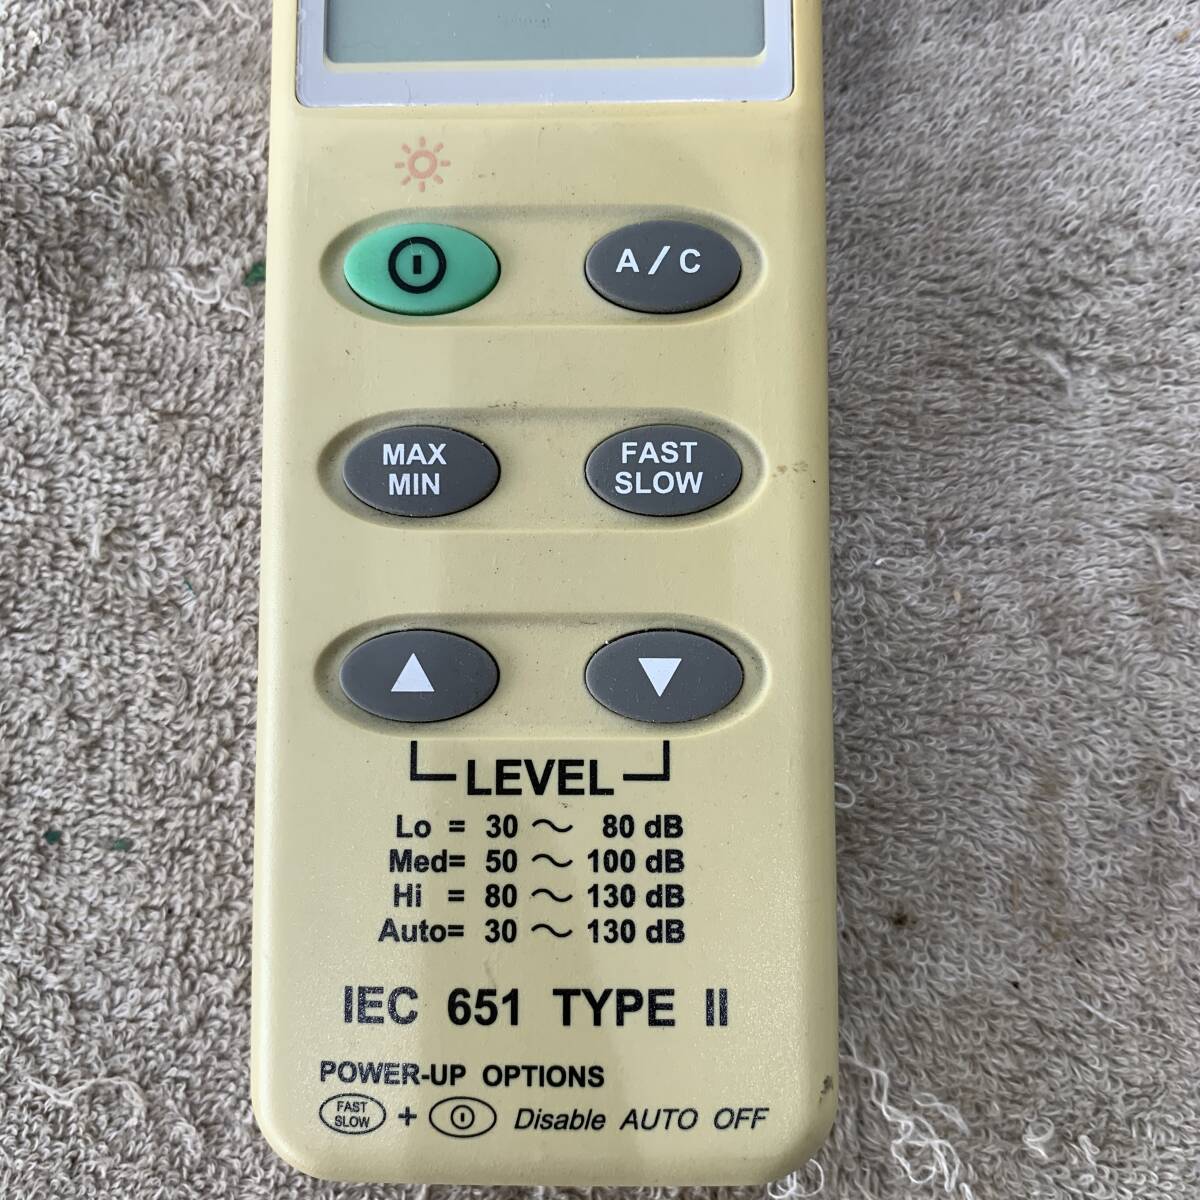 A/C
MAX
MIN
FAST
SLOW
▲ ▼
LEVEL
Lo = 30 ~ 80 dB
Med= 50 ~ 100 dB
Hi = 80 ~ 130 dB
Auto= 30 ~ 130 dB
IEC 651 TYPE II
POWER-UP OPTIONS
FAST
SLOW + Disable AUTO OFF